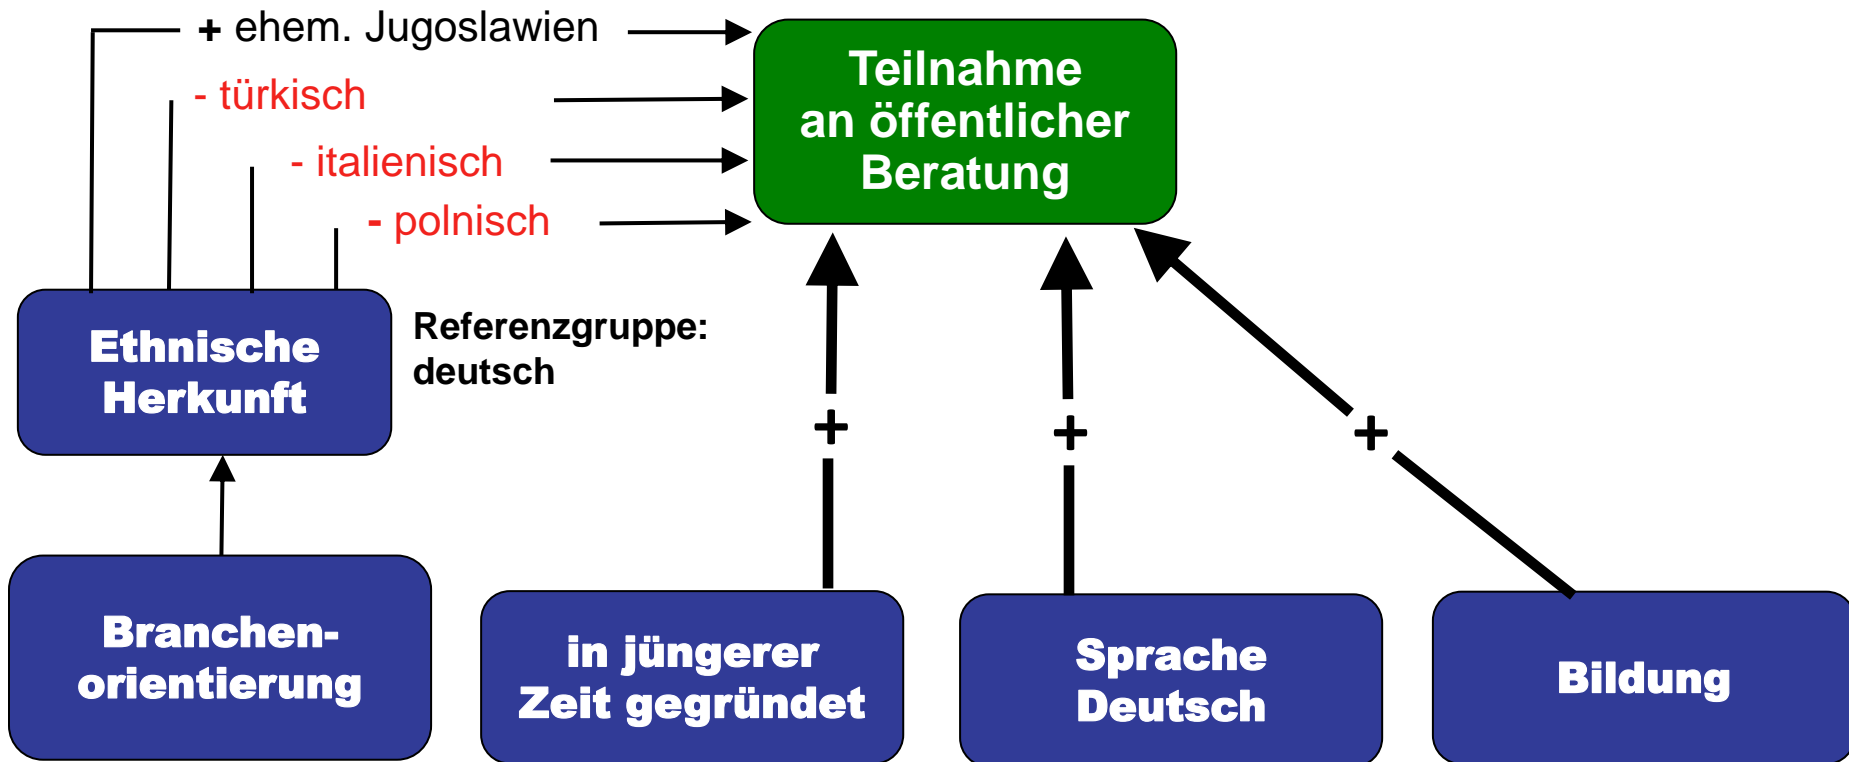 + ehem. Jugoslawien
- türkisch
- italienisch
- polnisch
Teilnahme
an öffentlicher
Beratung
Ethnische
Herkunft
Referenzgruppe:
deutsch
+
+
+
Branchen-
orientierung
in jüngerer
Zeit gegründet
Sprache
Deutsch
Bildung